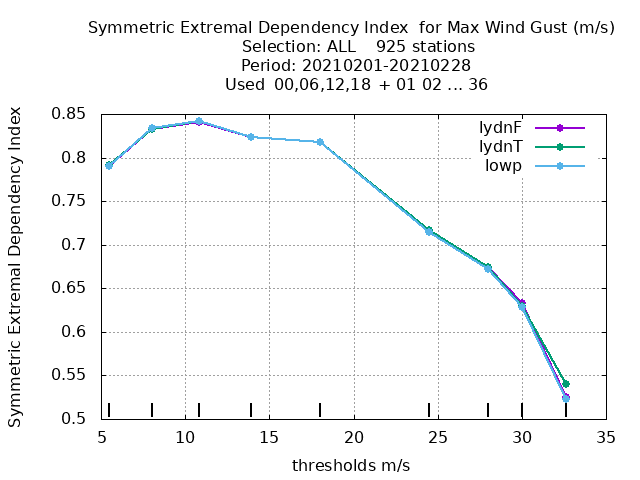 Symmetric Extremal Dependency Index  for Max Wind Gust (m/s)
Selection: ALL    925 stations
Period: 20210201-20210228
Used  00,06,12,18  + 01 02 ... 36
Symmetric Extremal Dependency Index
0.85
0.8
0.75
0.7
0.65
0.6
0.55
0.5
lydnF
lydnT
lowp
5 10 15 20 25 30 35
thresholds m/s